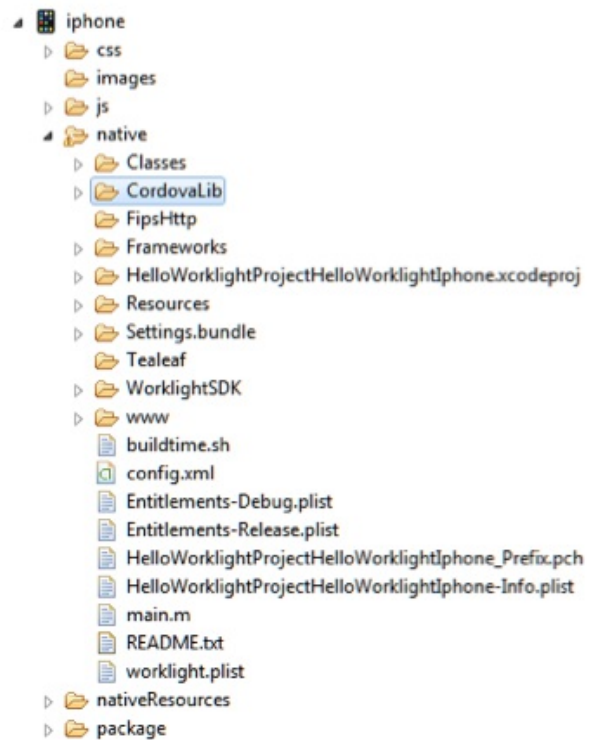 iphone
css
images
js
native
Classes
CordovaLib
FipsHttp
Frameworks
HelloWorklightProjectHelloWorklightIphone.xcodeproj
Resources
Settings.bundle
Tealeaf
WorklightSDK
www
buildtime.sh
config.xml
Entitlements-Debug.plist
Entitlements-Release.plist
HelloWorklightProjectHelloWorklightIphone_Prefix.pch
HelloWorklightProjectHelloWorklightIphone-Info.plist
main.m
README.txt
worklight.plist
nativeResources
package